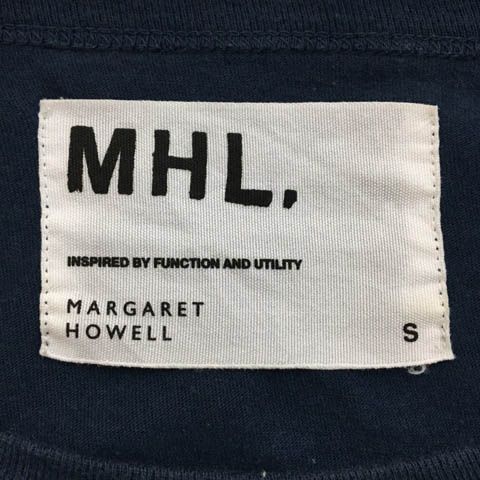 MHL.
INSPIRED BY FUNCTION AND UTILITY
MARGARET
HOWELL S